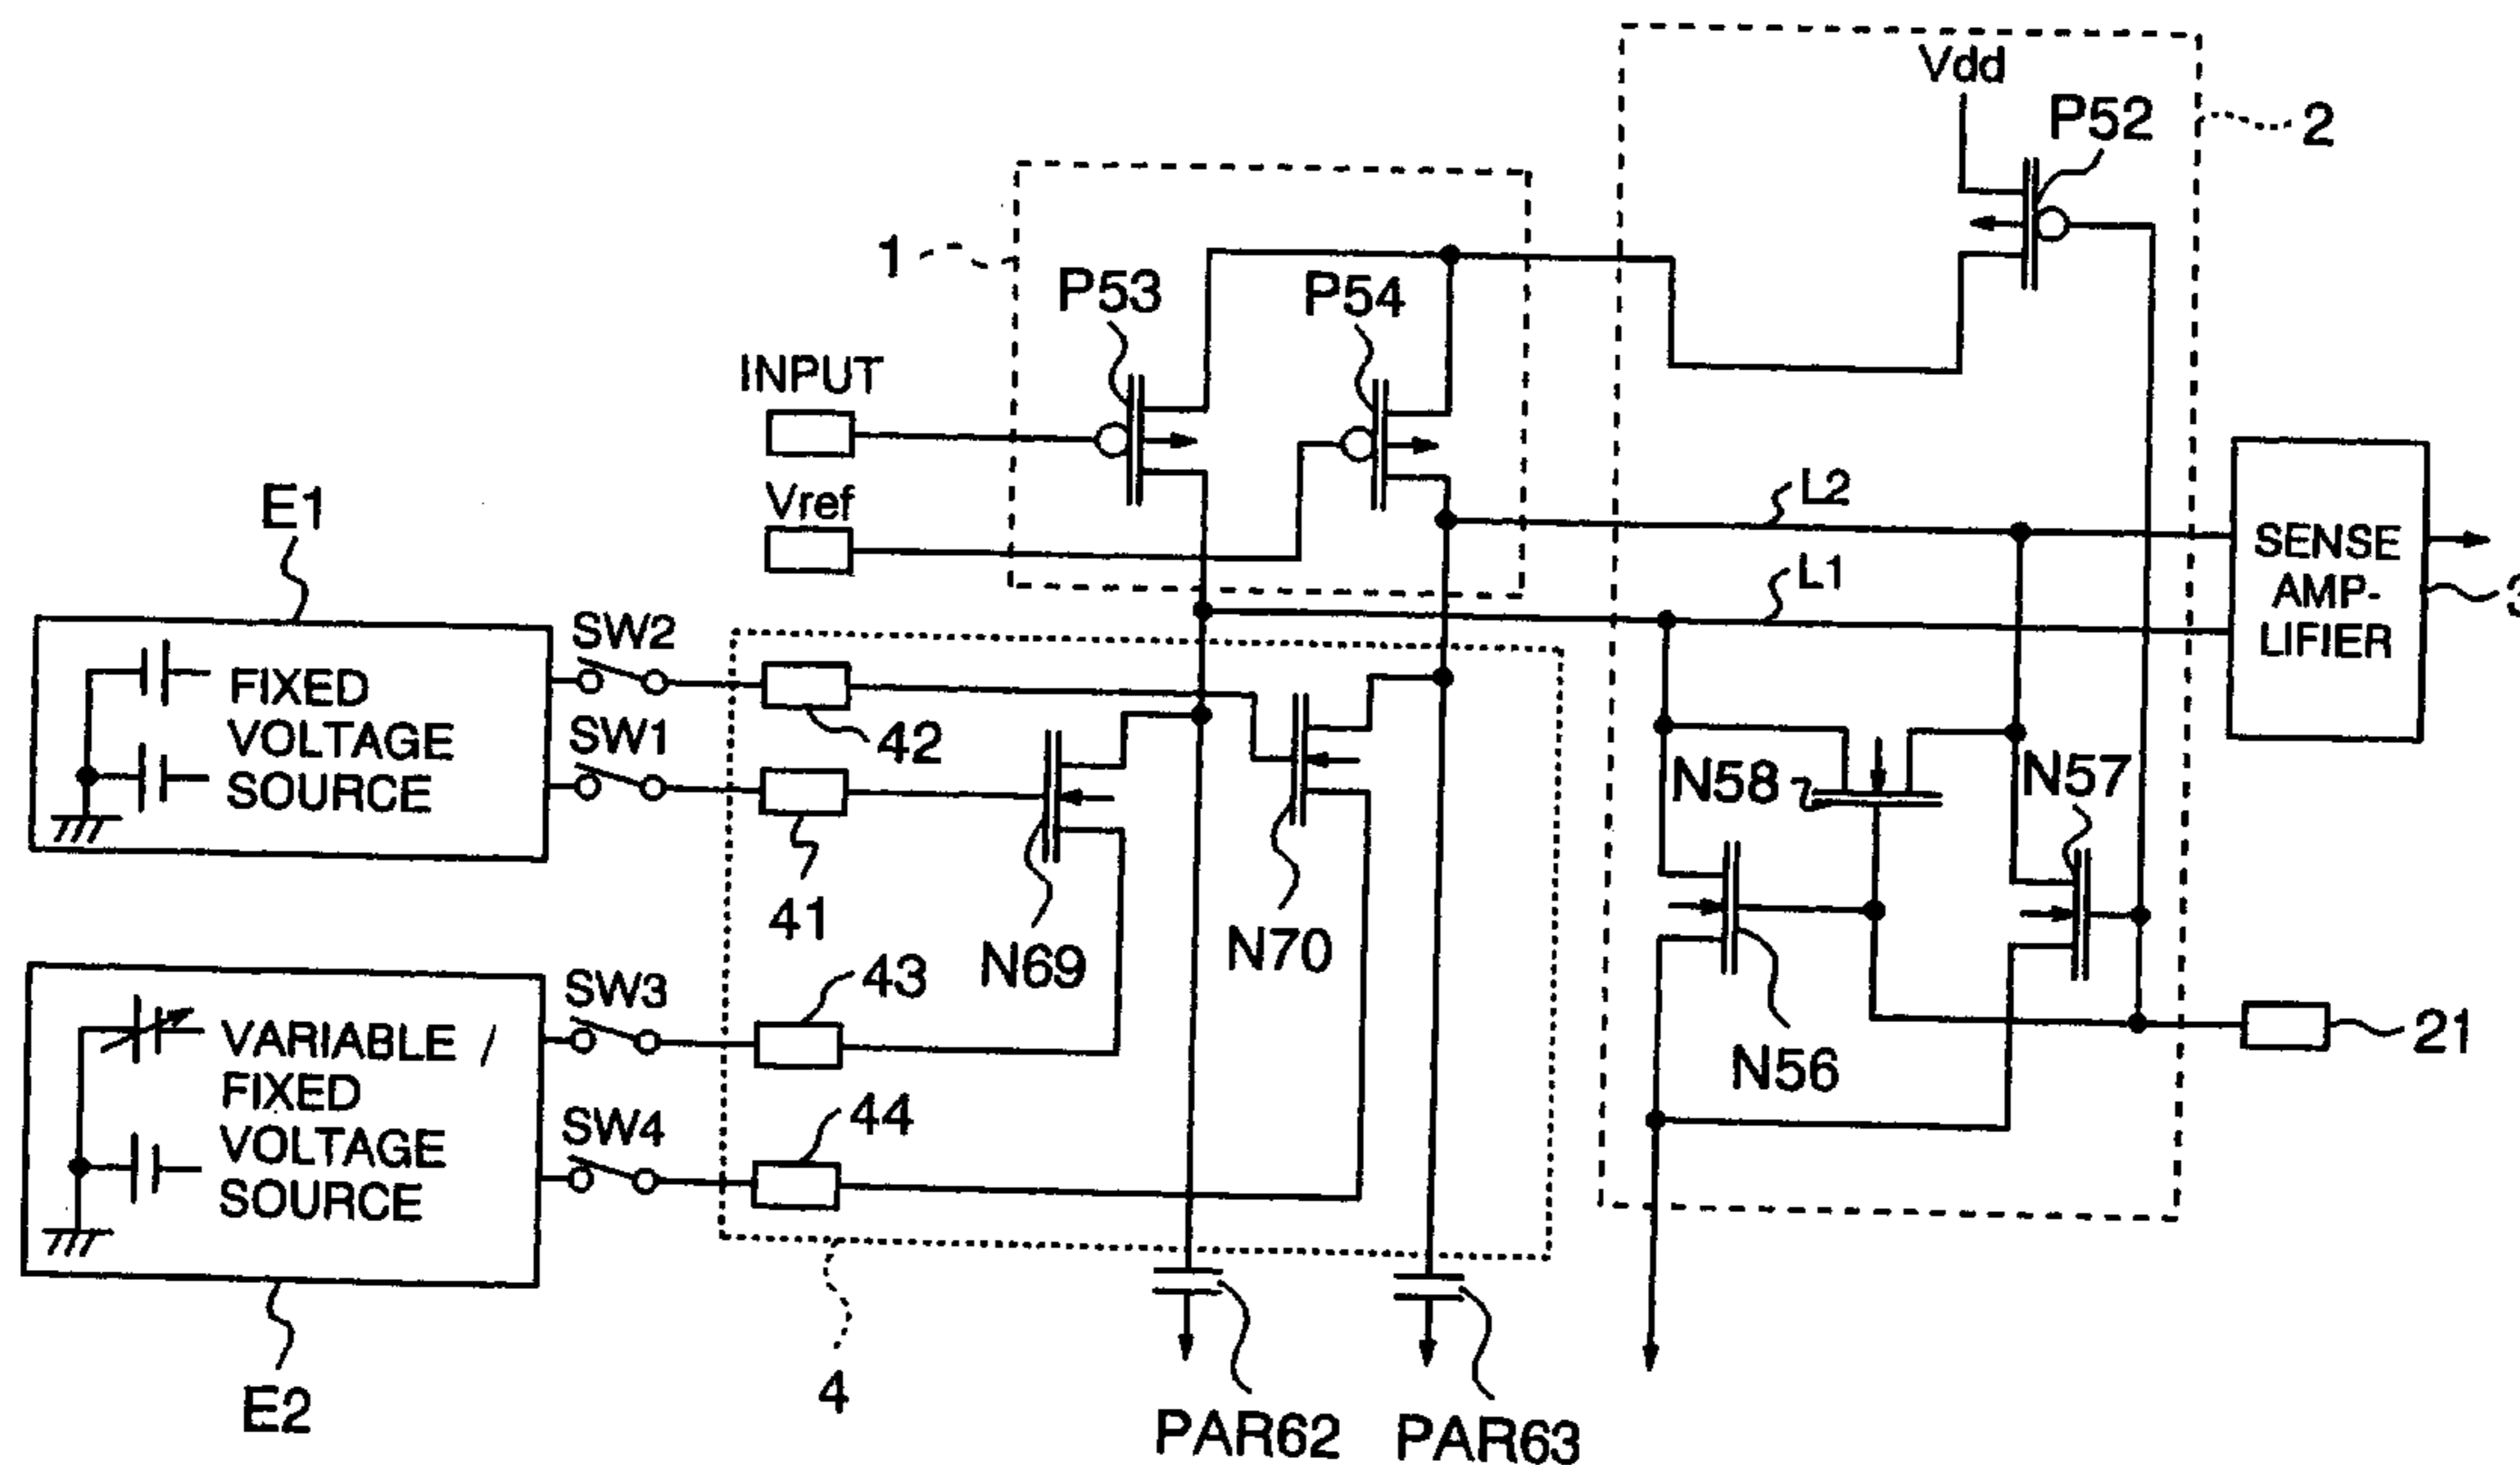 Vdd
P52
2
1
P53
P54
INPUT
Vref
L2
L1
SENSE
AMP-
LIFIER
3
E1
SW2
SW1
FIXED
VOLTAGE
SOURCE
42
41
N69
N70
N58
N57
N56
21
SW3
SW4
VARIABLE /
FIXED
VOLTAGE
SOURCE
43
44
E2
4
PAR62
PAR63